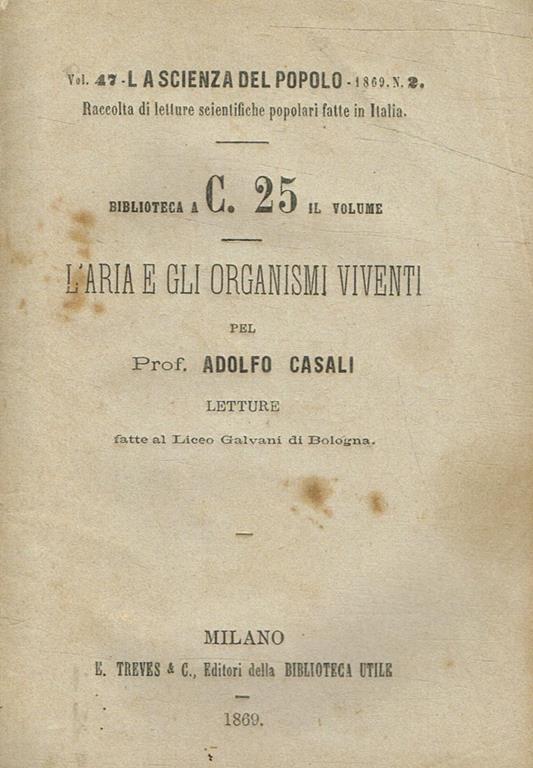 Vol. 47 - LA SCIENZA DEL POPOLO - 1869. N. 2.
Raccolta di letture scientifiche popolari fatte in Italia.
BIBLIOTECA A C. 25 IL VOLUME
L'ARIA E GLI ORGANISMI VIVENTI
PEL
Prof. ADOLFO CASALI
LETTURE
fatte al Liceo Galvani di Bologna.
MILANO
E. TREVES & C., Editori della BIBLIOTECA UTILE
1869.